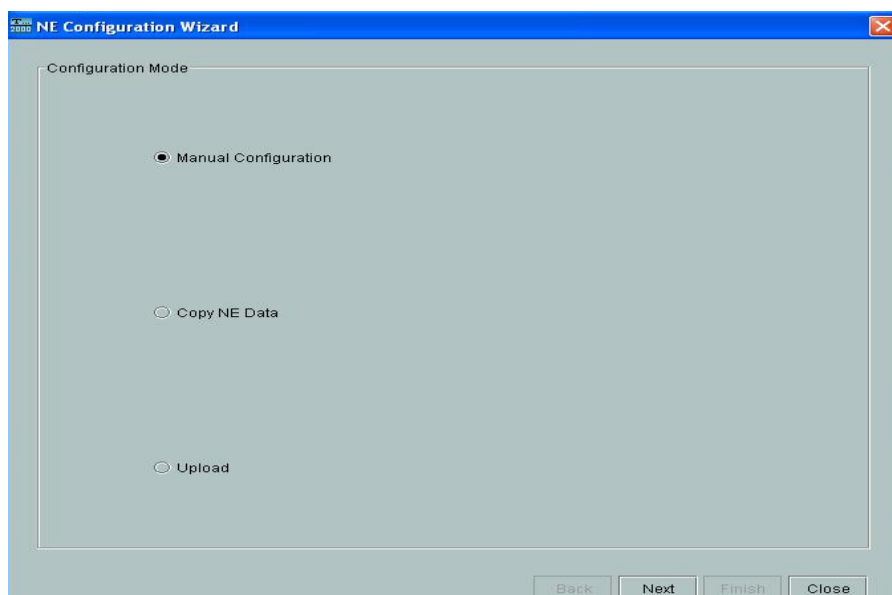 NE Configuration Wizard
Configuration Mode
Manual Configuration
Copy NE Data
Upload
Back Next Finish Close